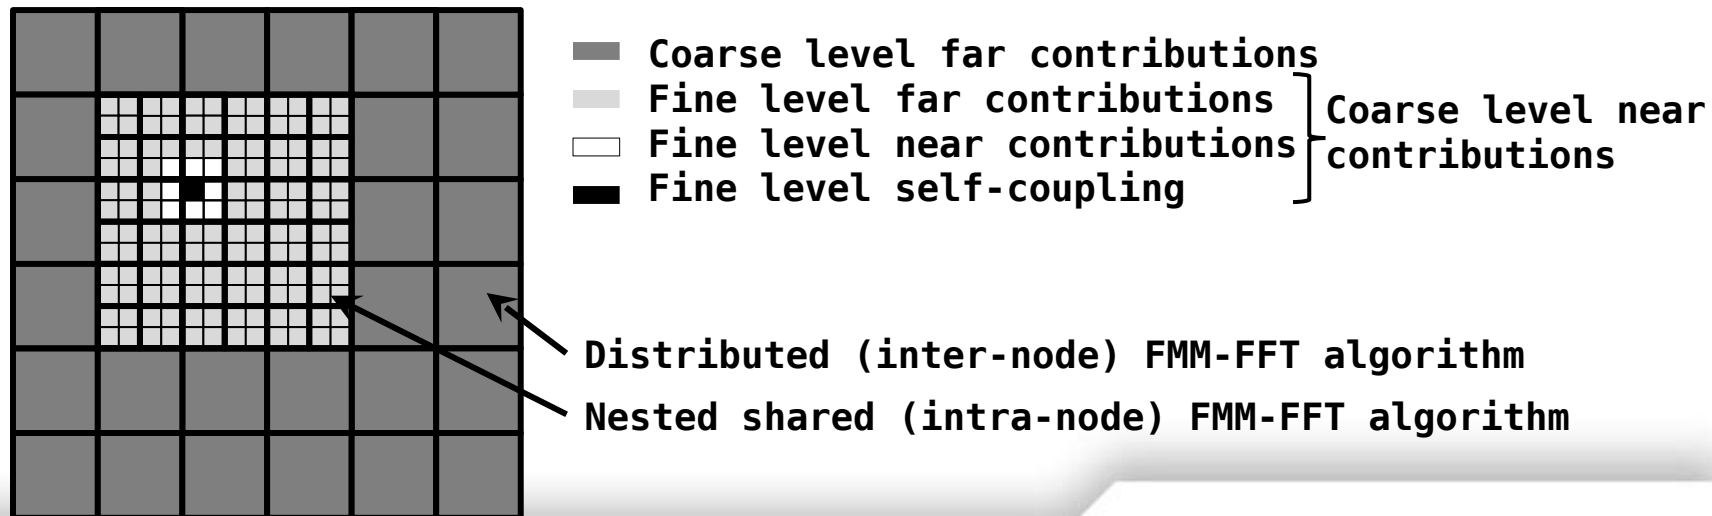 Coarse level far contributions
Fine level far contributions
Fine level near contributions
Fine level self-coupling
Coarse level near
contributions
Distributed (inter-node) FMM-FFT algorithm
Nested shared (intra-node) FMM-FFT algorithm